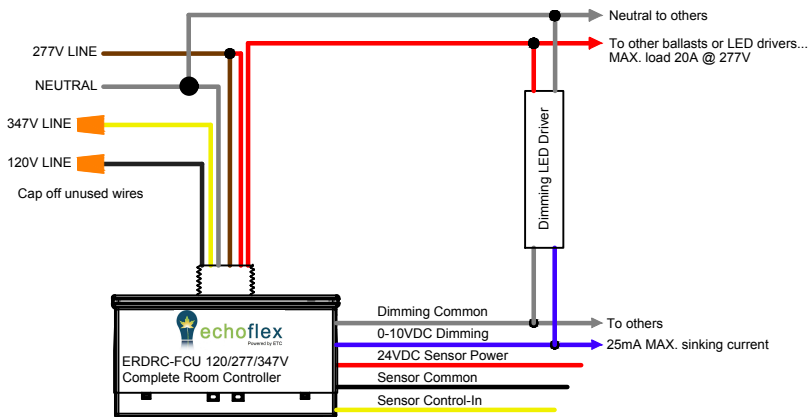 Neutral to others
277V LINE
To other ballasts or LED drivers...
MAX. load 20A @ 277V
NEUTRAL
347V LINE
120V LINE
Cap off unused wires
Dimming LED Driver
echoflex
Powered by ETC
ERDRC-FCU 120/277/347V
Complete Room Controller
Dimming Common
To others
0-10VDC Dimming
25mA MAX. sinking current
24VDC Sensor Power
Sensor Common
Sensor Control-In